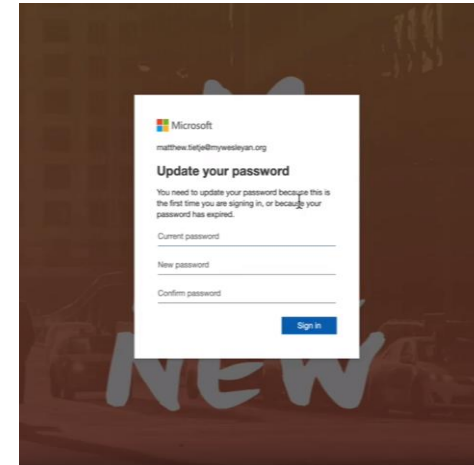 Microsoft
matthew.tietje@mywesleyan.org
Update your password
You need to update your password because this is
the first time you are signing in, or because your
password has expired.
Current password
New password
Confirm password
Sign in
NEW